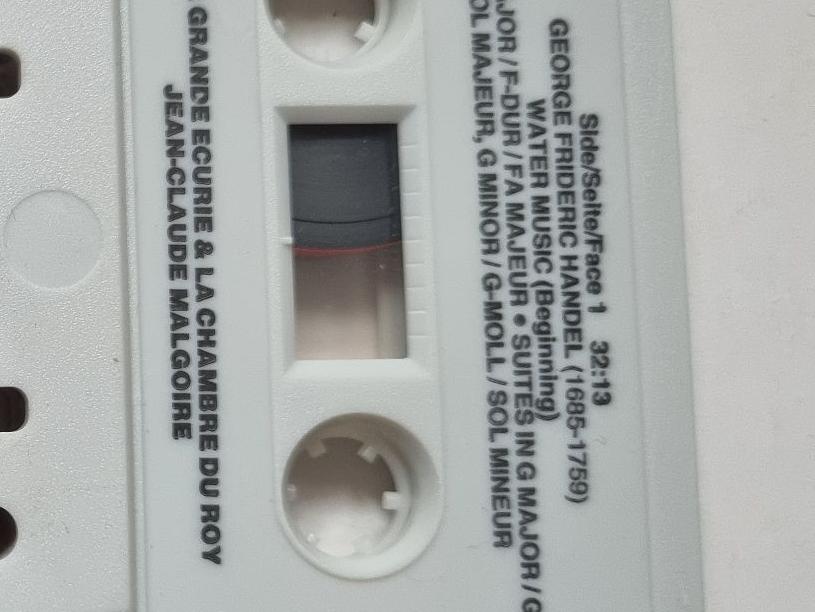 Side/Seite/Face 1 32:13
GEORGE FRIDERIC HANDEL (1685-1759)
WATER MUSIC (Beginning)
JOR / F-DUR / FA MAJEUR • SUITES IN G MAJOR / G
OL MAJEUR, G MINOR / G-MOLL / SOL MINEUR
GRANDE ECURIE & LA CHAMBRE DU ROY
JEAN-CLAUDE MALGOIRE